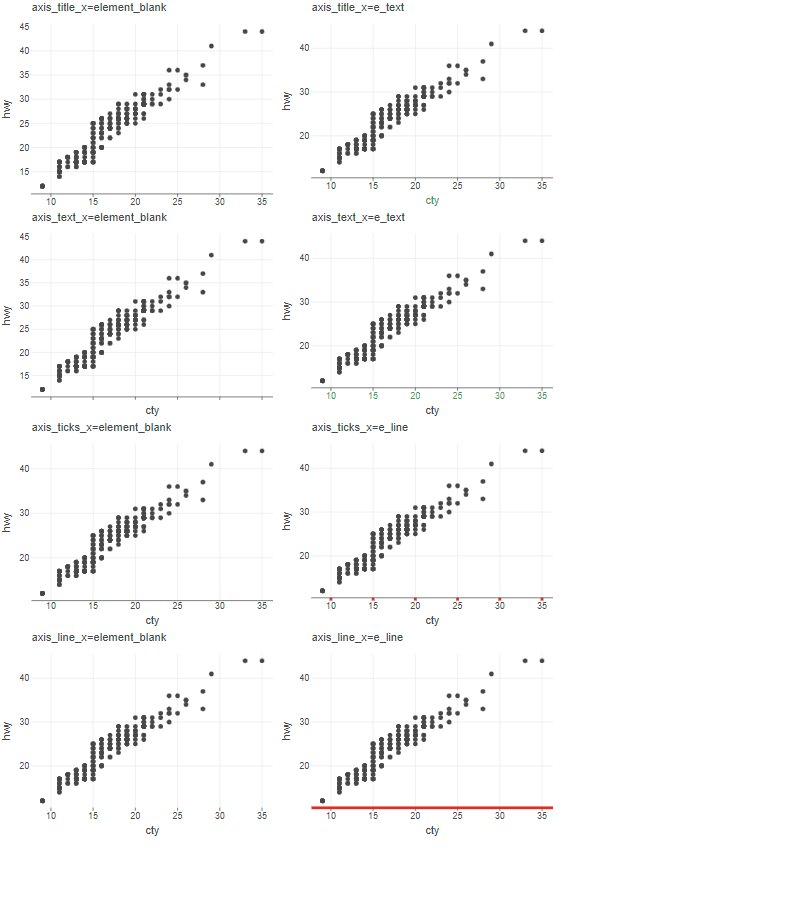 axis_title_x=element_blank
45
40
35
30
25
20
15
hwy
10 15 20 25 30 35
axis_title_x=e_text
40
30
20
hwy
10 15 20 25 30 35
cty
axis_text_x=element_blank
45
40
35
30
25
20
15
hwy
cty
axis_text_x=e_text
40
30
20
hwy
10 15 20 25 30 35
cty
axis_ticks_x=element_blank
40
30
20
hwy
10 15 20 25 30 35
cty
axis_ticks_x=e_line
40
30
20
hwy
10 15 20 25 30 35
cty
axis_line_x=element_blank
40
30
20
hwy
10 15 20 25 30 35
cty
axis_line_x=e_line
40
30
20
hwy
10 15 20 25 30 35
cty